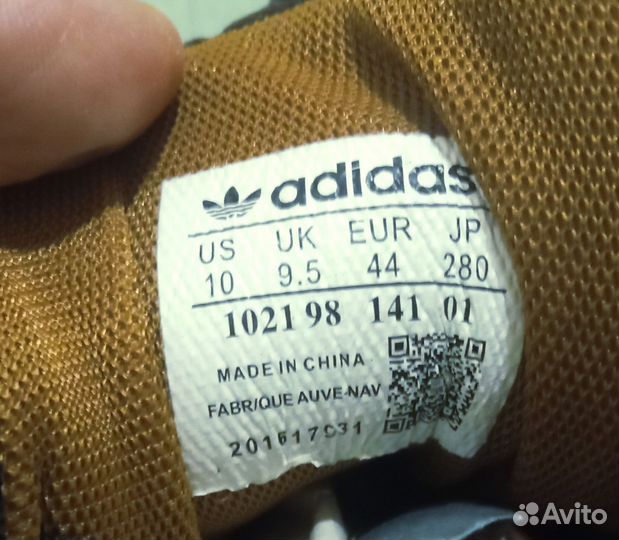 adidas
US UK EUR JP
10 9.5 44 280
1021 98 141 01
MADE IN CHINA
FABRIQUE AUVE-NAV
Avito